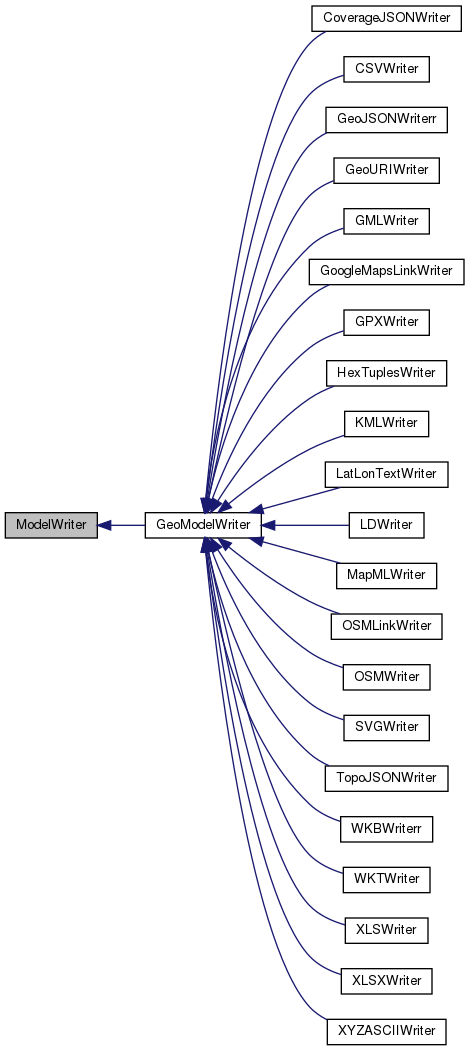 CoverageJSONWriter
CSVWriter
GeoJSONWriterr
GeoURIWriter
GMLWriter
GoogleMapsLinkWriter
GPXWriter
HexTuplesWriter
KMLWriter
LatLonTextWriter
ModelWriter
GeoModelWriter
LDWriter
MapMLWriter
OSMLinkWriter
OSMWriter
SVGWriter
TopoJSONWriter
WKBWriterr
WKTWriter
XLSWriter
XLSXWriter
XYZASCIIWriter